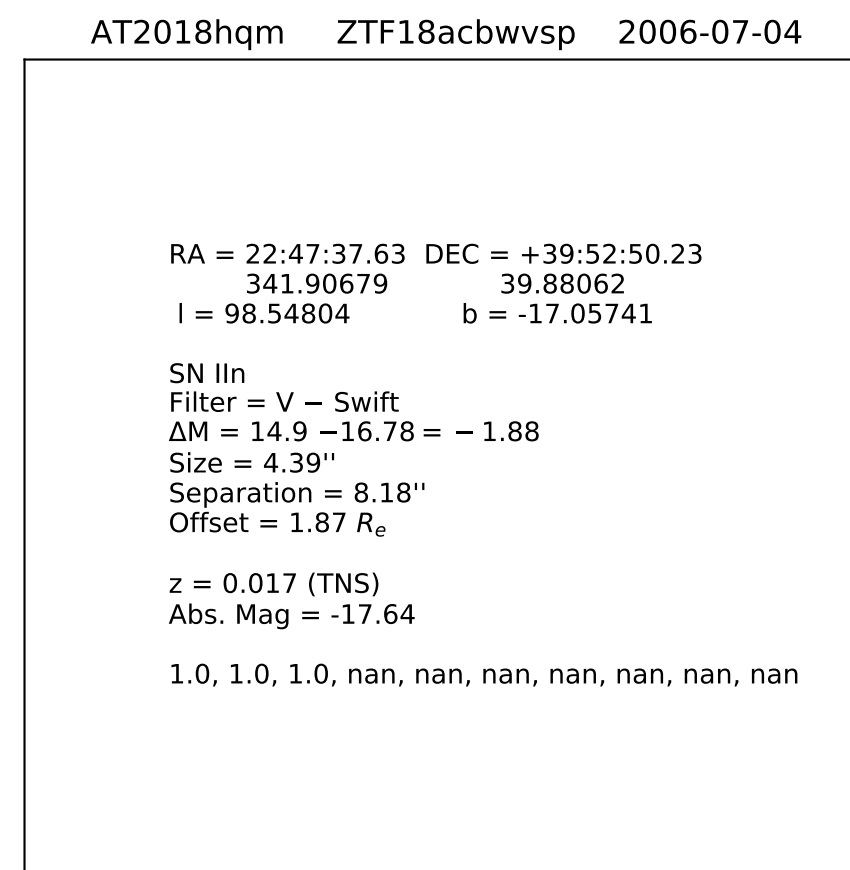 AT2018hqm ZTF18acbwvsp 2006-07-04
RA = 22:47:37.63 DEC = +39:52:50.23
341.90679 39.88062
l = 98.54804 b = -17.05741
SN IIn
Filter = V − Swift
ΔM = 14.9 −16.78 = − 1.88
Size = 4.39''
Separation = 8.18''
Offset = 1.87 Rₑ
z = 0.017 (TNS)
Abs. Mag = -17.64
1.0, 1.0, 1.0, nan, nan, nan, nan, nan, nan, nan